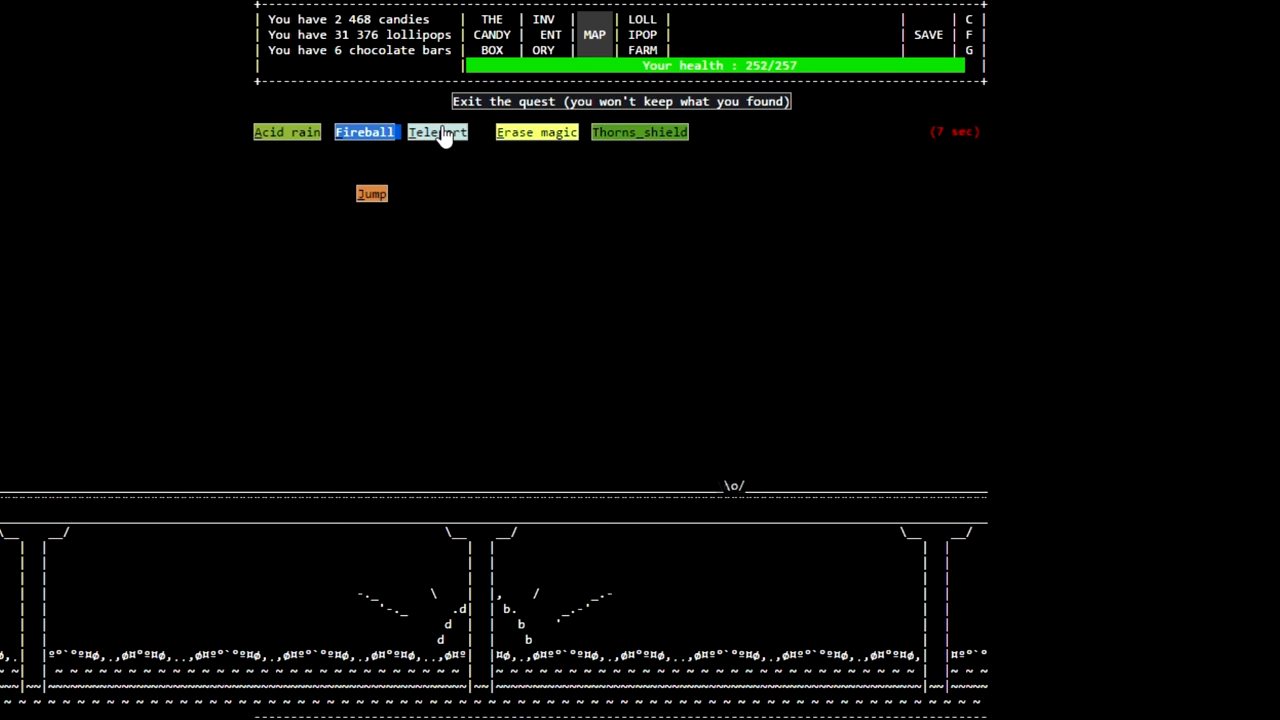 You have 2 468 candies | THE | INV | | LOLL | | | C |
You have 31 376 lollipops | CANDY | ENT | MAP | IPOP | | SAVE | F |
You have 6 chocolate bars | BOX | ORY | | FARM | | | G |
Your health : 252/257
Exit the quest (you won't keep what you found)
Acid rain Fireball Erase magic Thorns_shield (7 sec)
Jump
\o/